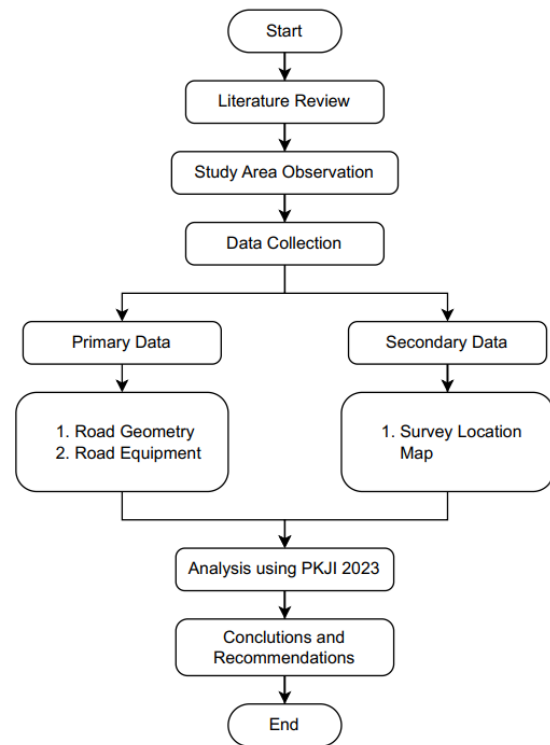 Start
Literature Review
Study Area Observation
Data Collection
Primary Data
Secondary Data
1. Road Geometry
2. Road Equipment
1. Survey Location
Map
Analysis using PKJI 2023
Conclutions and
Recommendations
End